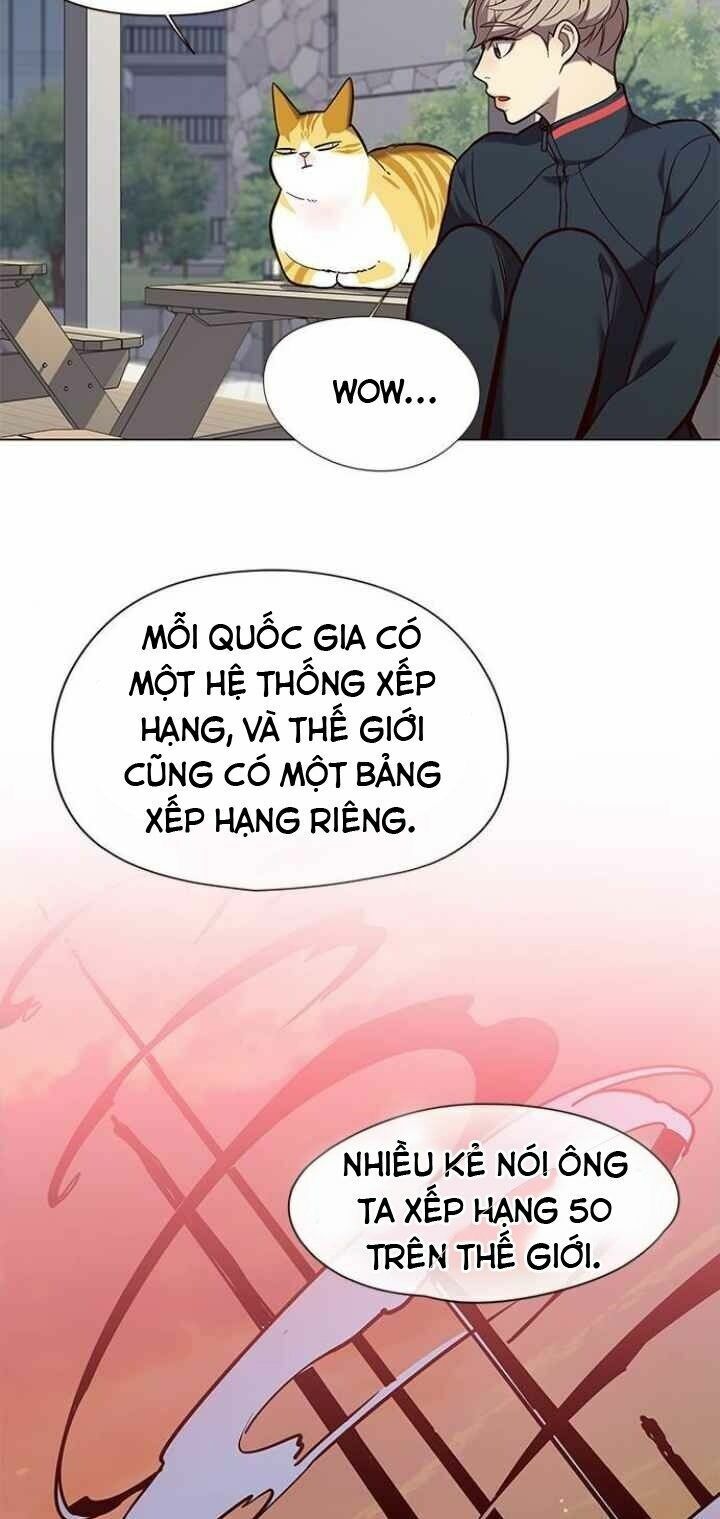 WOW...
MỖI QUỐC GIA CÓ
MỘT HỆ THỐNG XẾP
HẠNG, VÀ THẾ GIỚI
CŨNG CÓ MỘT BẢNG
XẾP HẠNG RIÊNG.
NHIỀU KẺ NÓI ÔNG
TA XẾP HẠNG 50
TRÊN THẾ GIỚI.